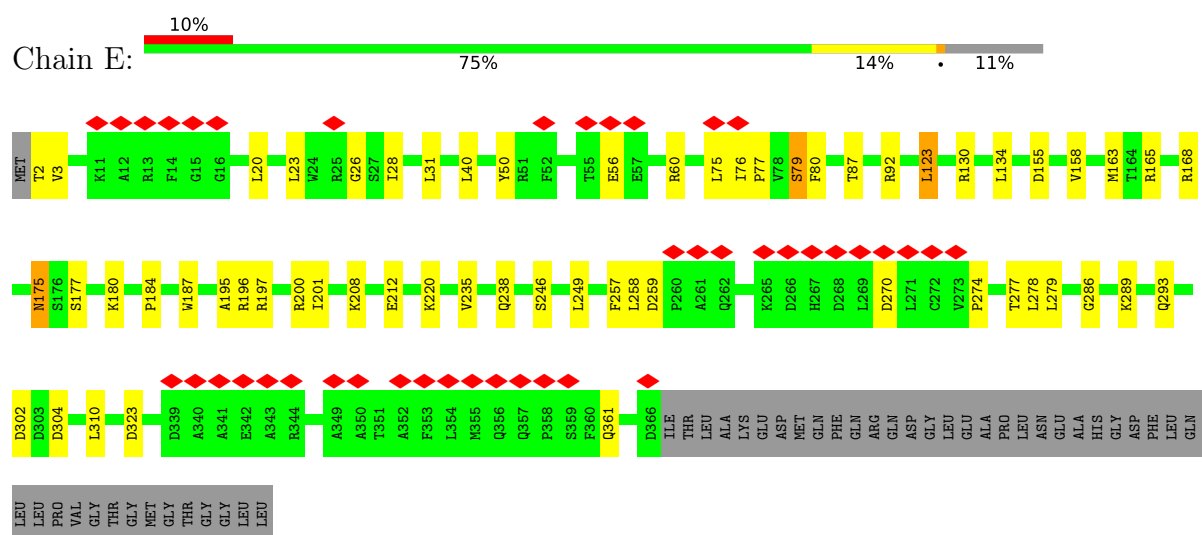 10%
Chain E:
75% 14% • 11%
MET T2 V3 K11 A12 R13 F14 G15 G16 L20 L23 W24 R25 G26 S27 I28 L31 L40 Y50 R51 F52 T55 E56 E57 R60 L75 I76 P77 V78 S79 F80 T87 R92 L123 R130 L134 D155 V158 M163 T164 R165 R168
N175 S176 S177 K180 P184 W187 A195 R196 R197 R200 I201 K208 E212 K220 V235 Q238 S246 L249 F257 L258 D259 P260 A261 Q262 K265 D266 H267 D268 L269 D270 L271 C272 V273 P274 T277 L278 L279 G286 K289 Q293
D302 D303 D304 L310 D323 D339 A340 A341 E342 A343 R344 A349 A350 T351 A352 F353 L354 M355 Q356 Q357 P358 S359 F360 Q361 D366 ILE THR LEU ALA LYS GLU ASP MET GLN PHE GLN ARG GLN ASP GLY LEU GLU ALA PRO LEU ASN GLU ALA HIS GLY ASP PHE LEU GLN
LEU LEU PRO VAL GLY THR GLY MET GLY THR GLY GLY LEU LEU